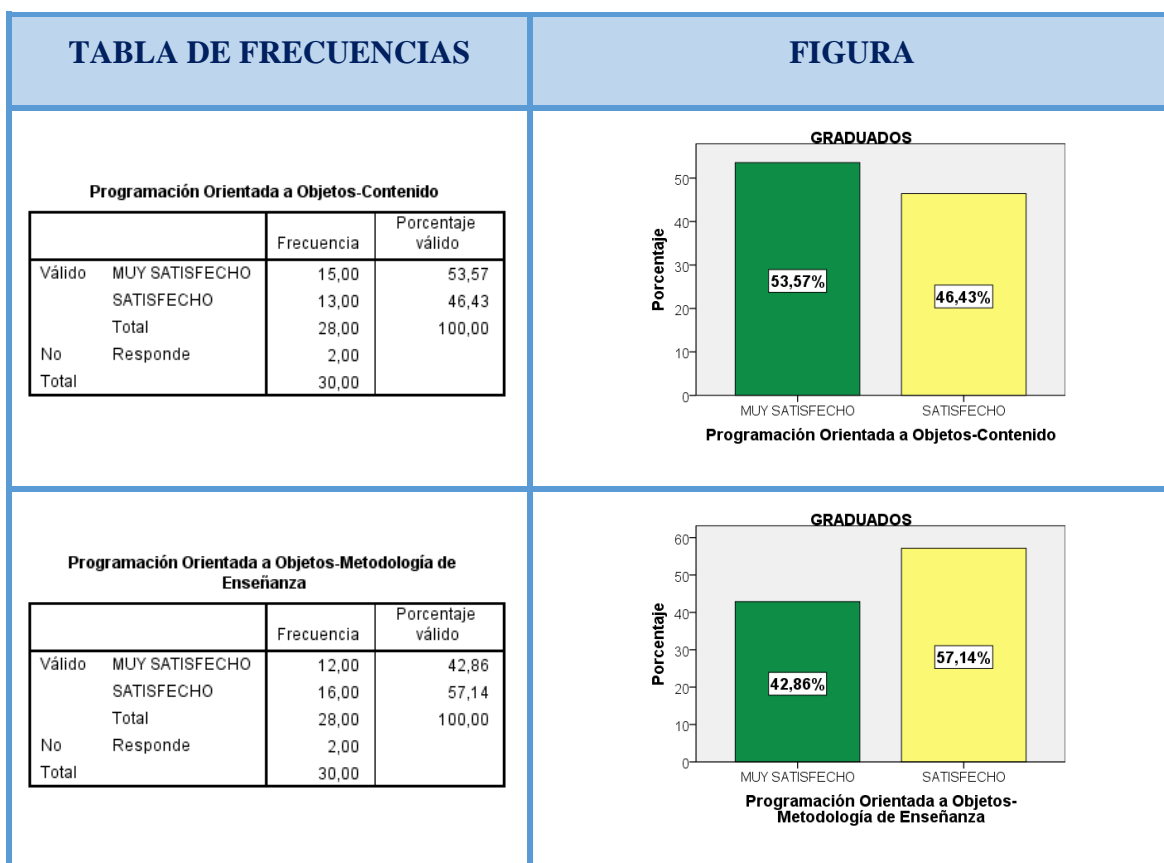 TABLA DE FRECUENCIAS
FIGURA
Programación Orientada a Objetos-Contenido
Frecuencia Porcentaje
válido
Válido MUY SATISFECHO 15,00 53,57
SATISFECHO 13,00 46,43
Total 28,00 100,00
No Responde 2,00
Total 30,00
GRADUADOS
Porcentaje
50
40
30
20
10
0
53,57%
46,43%
MUY SATISFECHO SATISFECHO
Programación Orientada a Objetos-Contenido
Programación Orientada a Objetos-Metodología de
Enseñanza
Frecuencia Porcentaje
válido
Válido MUY SATISFECHO 12,00 42,86
SATISFECHO 16,00 57,14
Total 28,00 100,00
No Responde 2,00
Total 30,00
GRADUADOS
Porcentaje
60
50
40
30
20
10
0
42,86%
57,14%
MUY SATISFECHO SATISFECHO
Programación Orientada a Objetos-
Metodología de Enseñanza